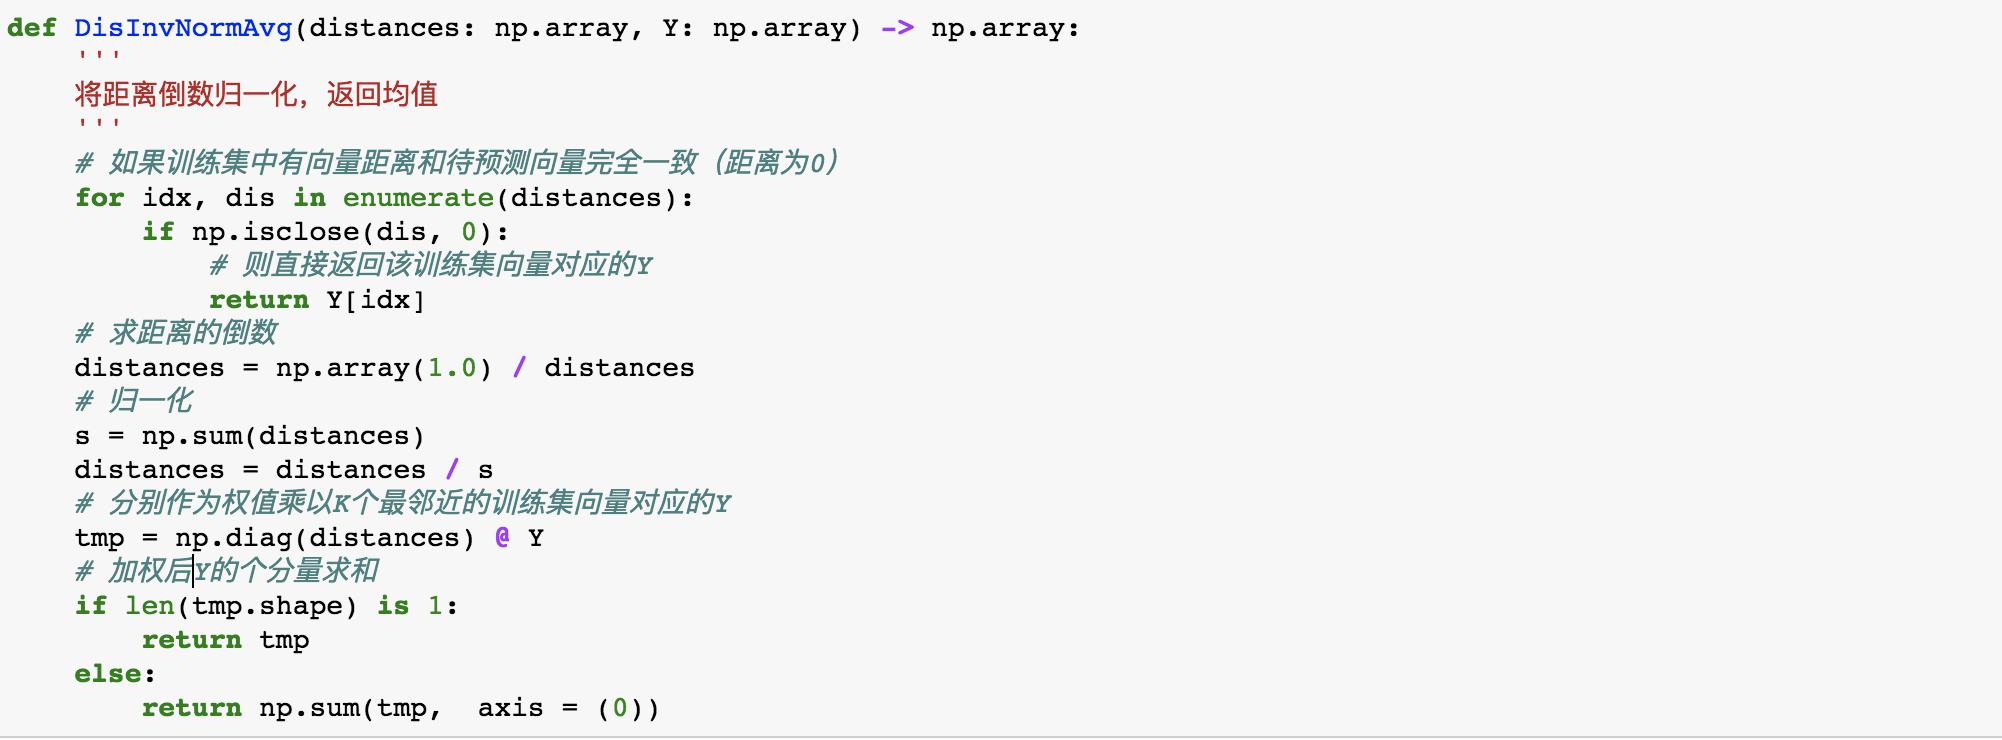 def DisInvNormAvg(distances: np.array, Y: np.array) -> np.array:
    '''
    将距离倒数归一化，返回均值
    '''
    # 如果训练集中有向量距离和待预测向量完全一致（距离为0）
    for idx, dis in enumerate(distances):
        if np.isclose(dis, 0):
            # 则直接返回该训练集向量对应的Y
            return Y[idx]
    # 求距离的倒数
    distances = np.array(1.0) / distances
    # 归一化
    s = np.sum(distances)
    distances = distances / s
    # 分别作为权值乘以K个最邻近的训练集向量对应的Y
    tmp = np.diag(distances) @ Y
    # 加权后Y的个分量求和
    if len(tmp.shape) is 1:
        return tmp
    else:
        return np.sum(tmp,  axis = (0))